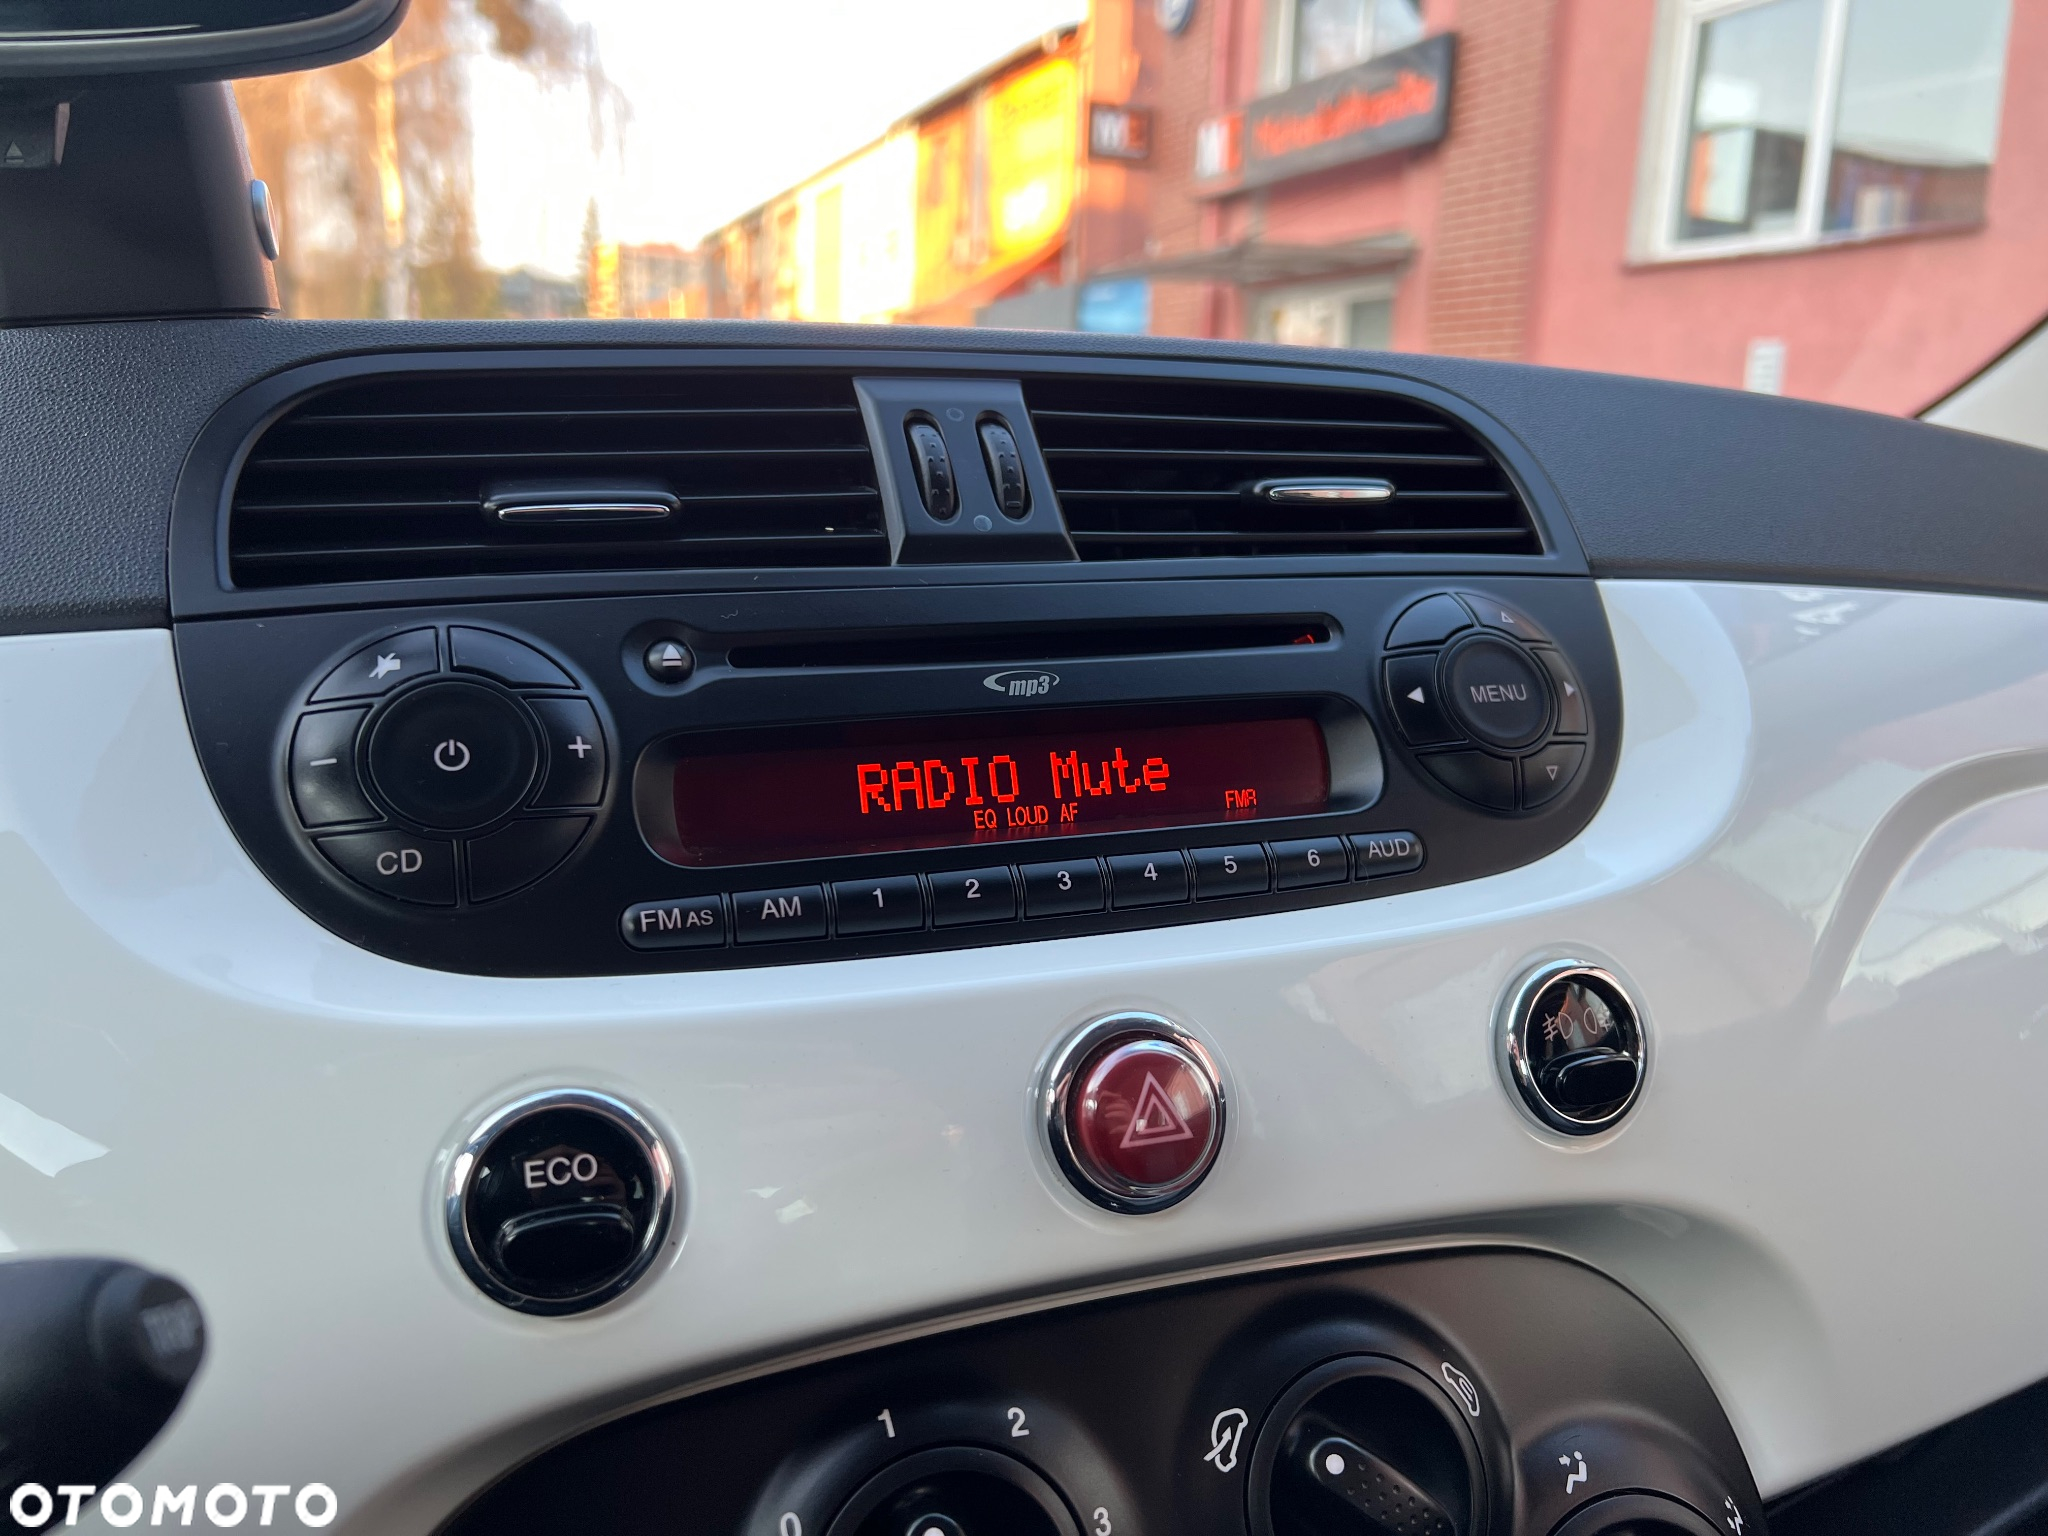 WE
mp3
MENU
RADIO Mute
EQ LOUD AF
CD
FM AS
AM
1
2
3
4
5
6
AUD
ECO
1
2
0
3
OTOMOTO